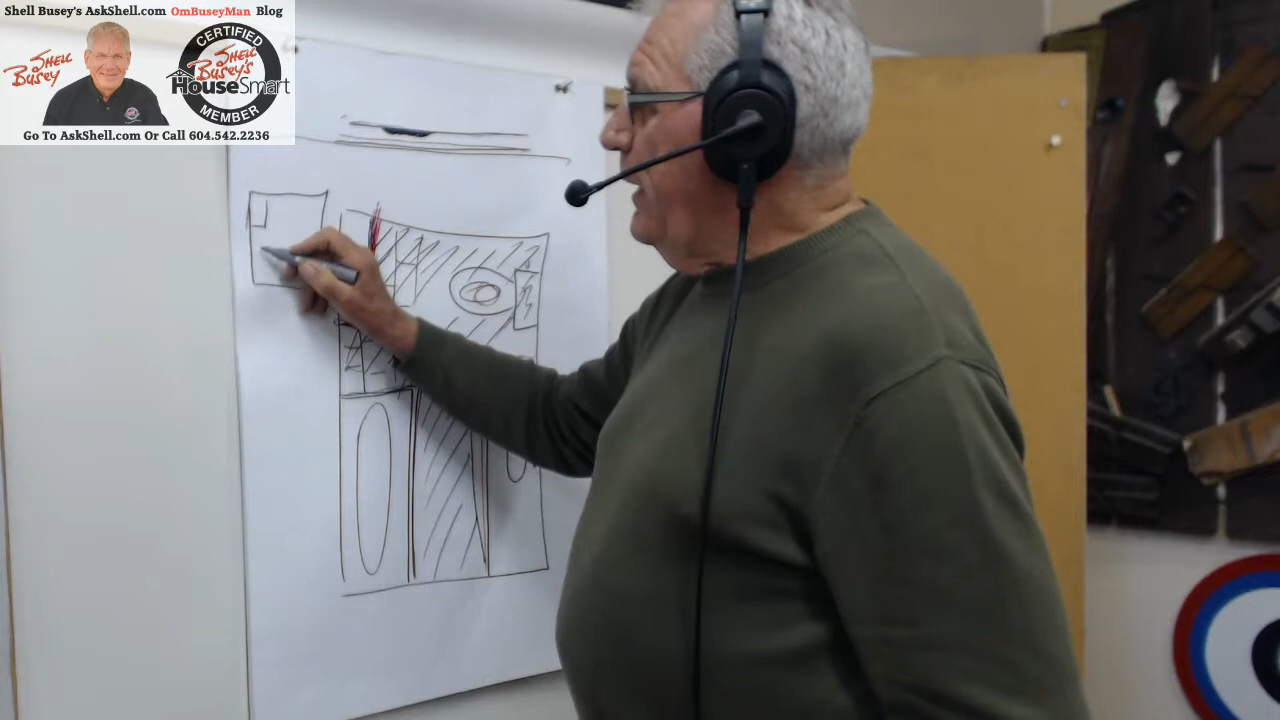 Shell Busey's AskShell.com OmBuseyMan Blog
SHELL
BUSEY
CERTIFIED
SHELL
BUSEY'S
HOUSESMART
MEMBER
Go To AskShell.com Or Call 604.542.2236